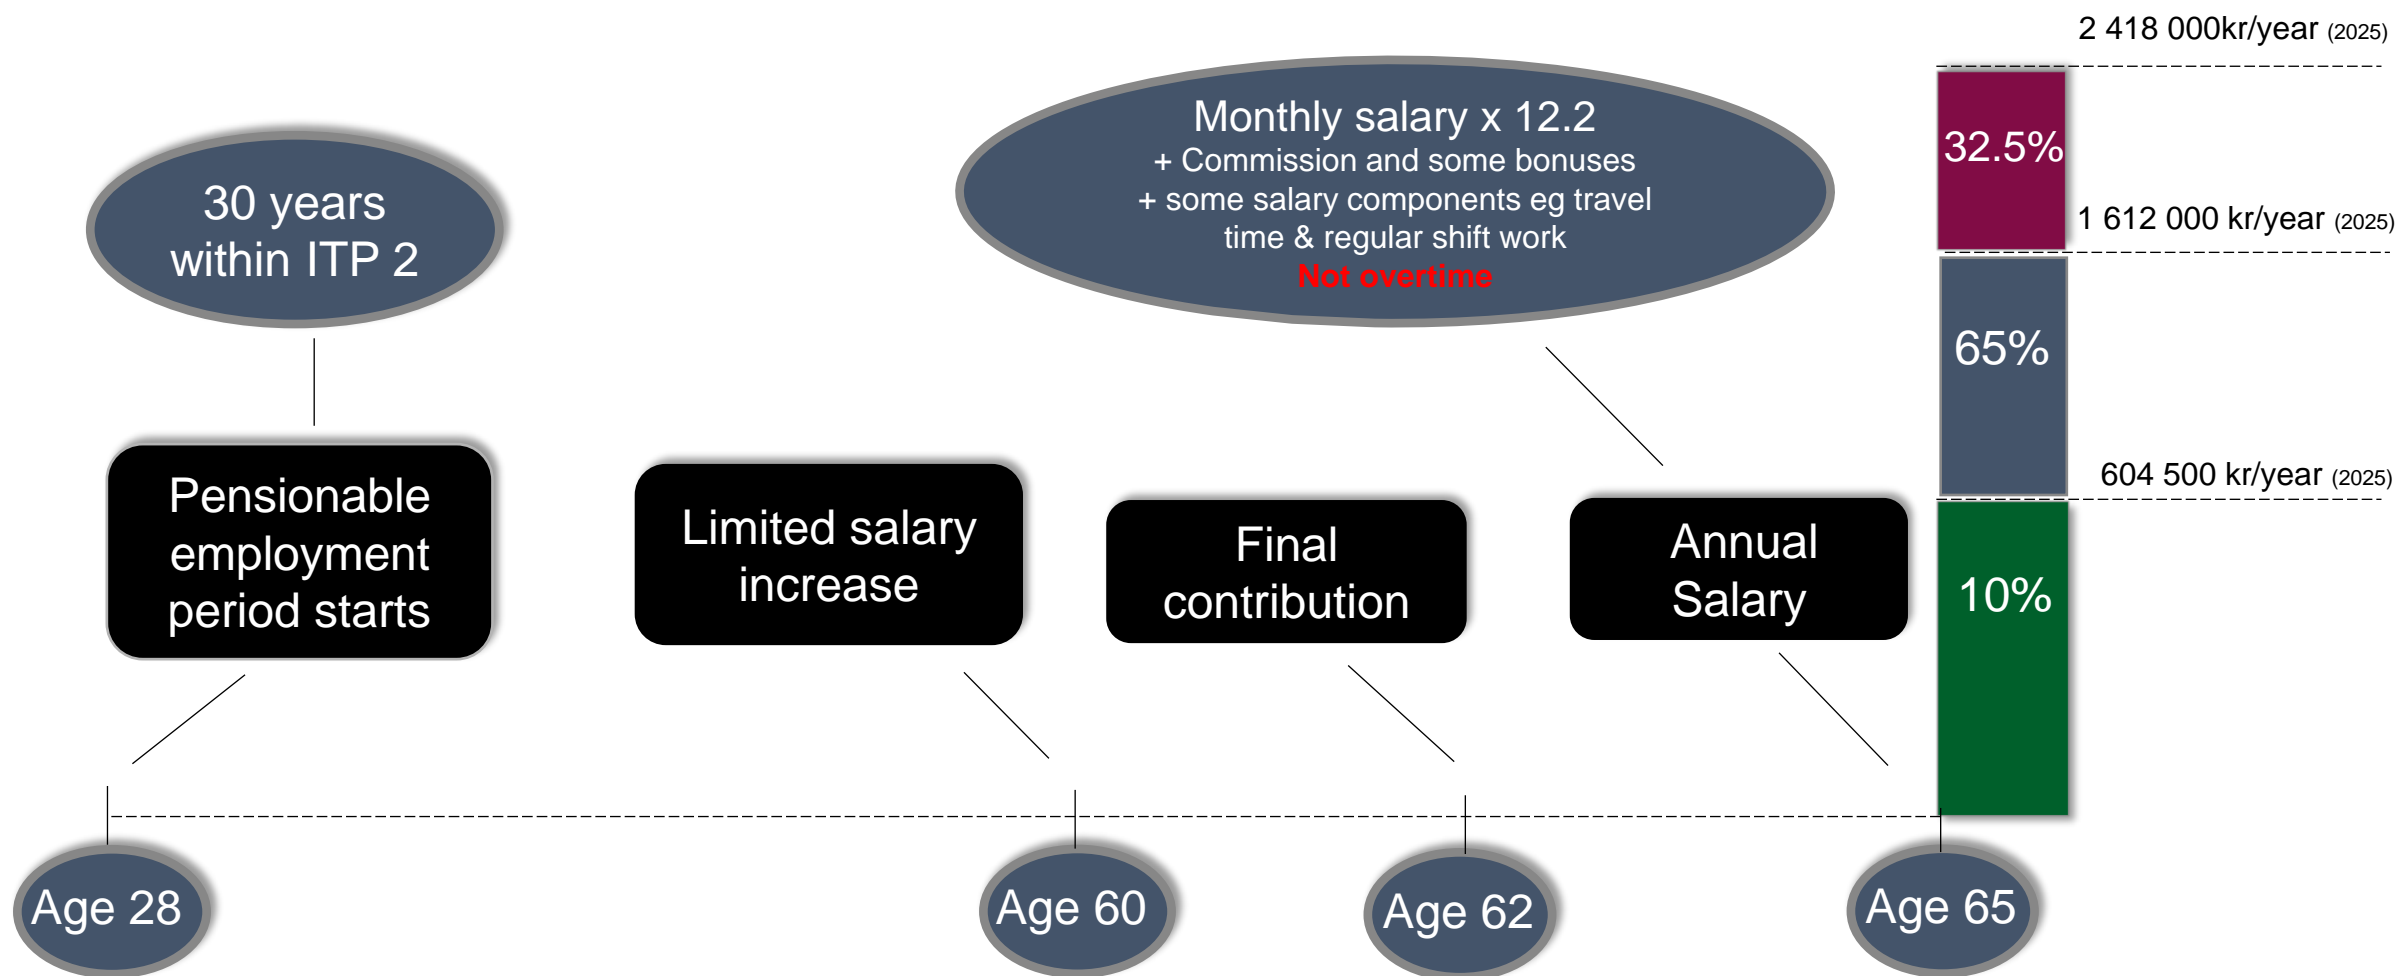 30 years
within ITP 2
Monthly salary x 12.2
+ Commission and some bonuses
+ some salary components eg travel
time & regular shift work
Not overtime
2 418 000kr/year (2025)
32.5%
1 612 000 kr/year (2025)
65%
604 500 kr/year (2025)
10%
Pensionable
employment
period starts
Limited salary
increase
Final
contribution
Annual
Salary
Age 28
Age 60
Age 62
Age 65